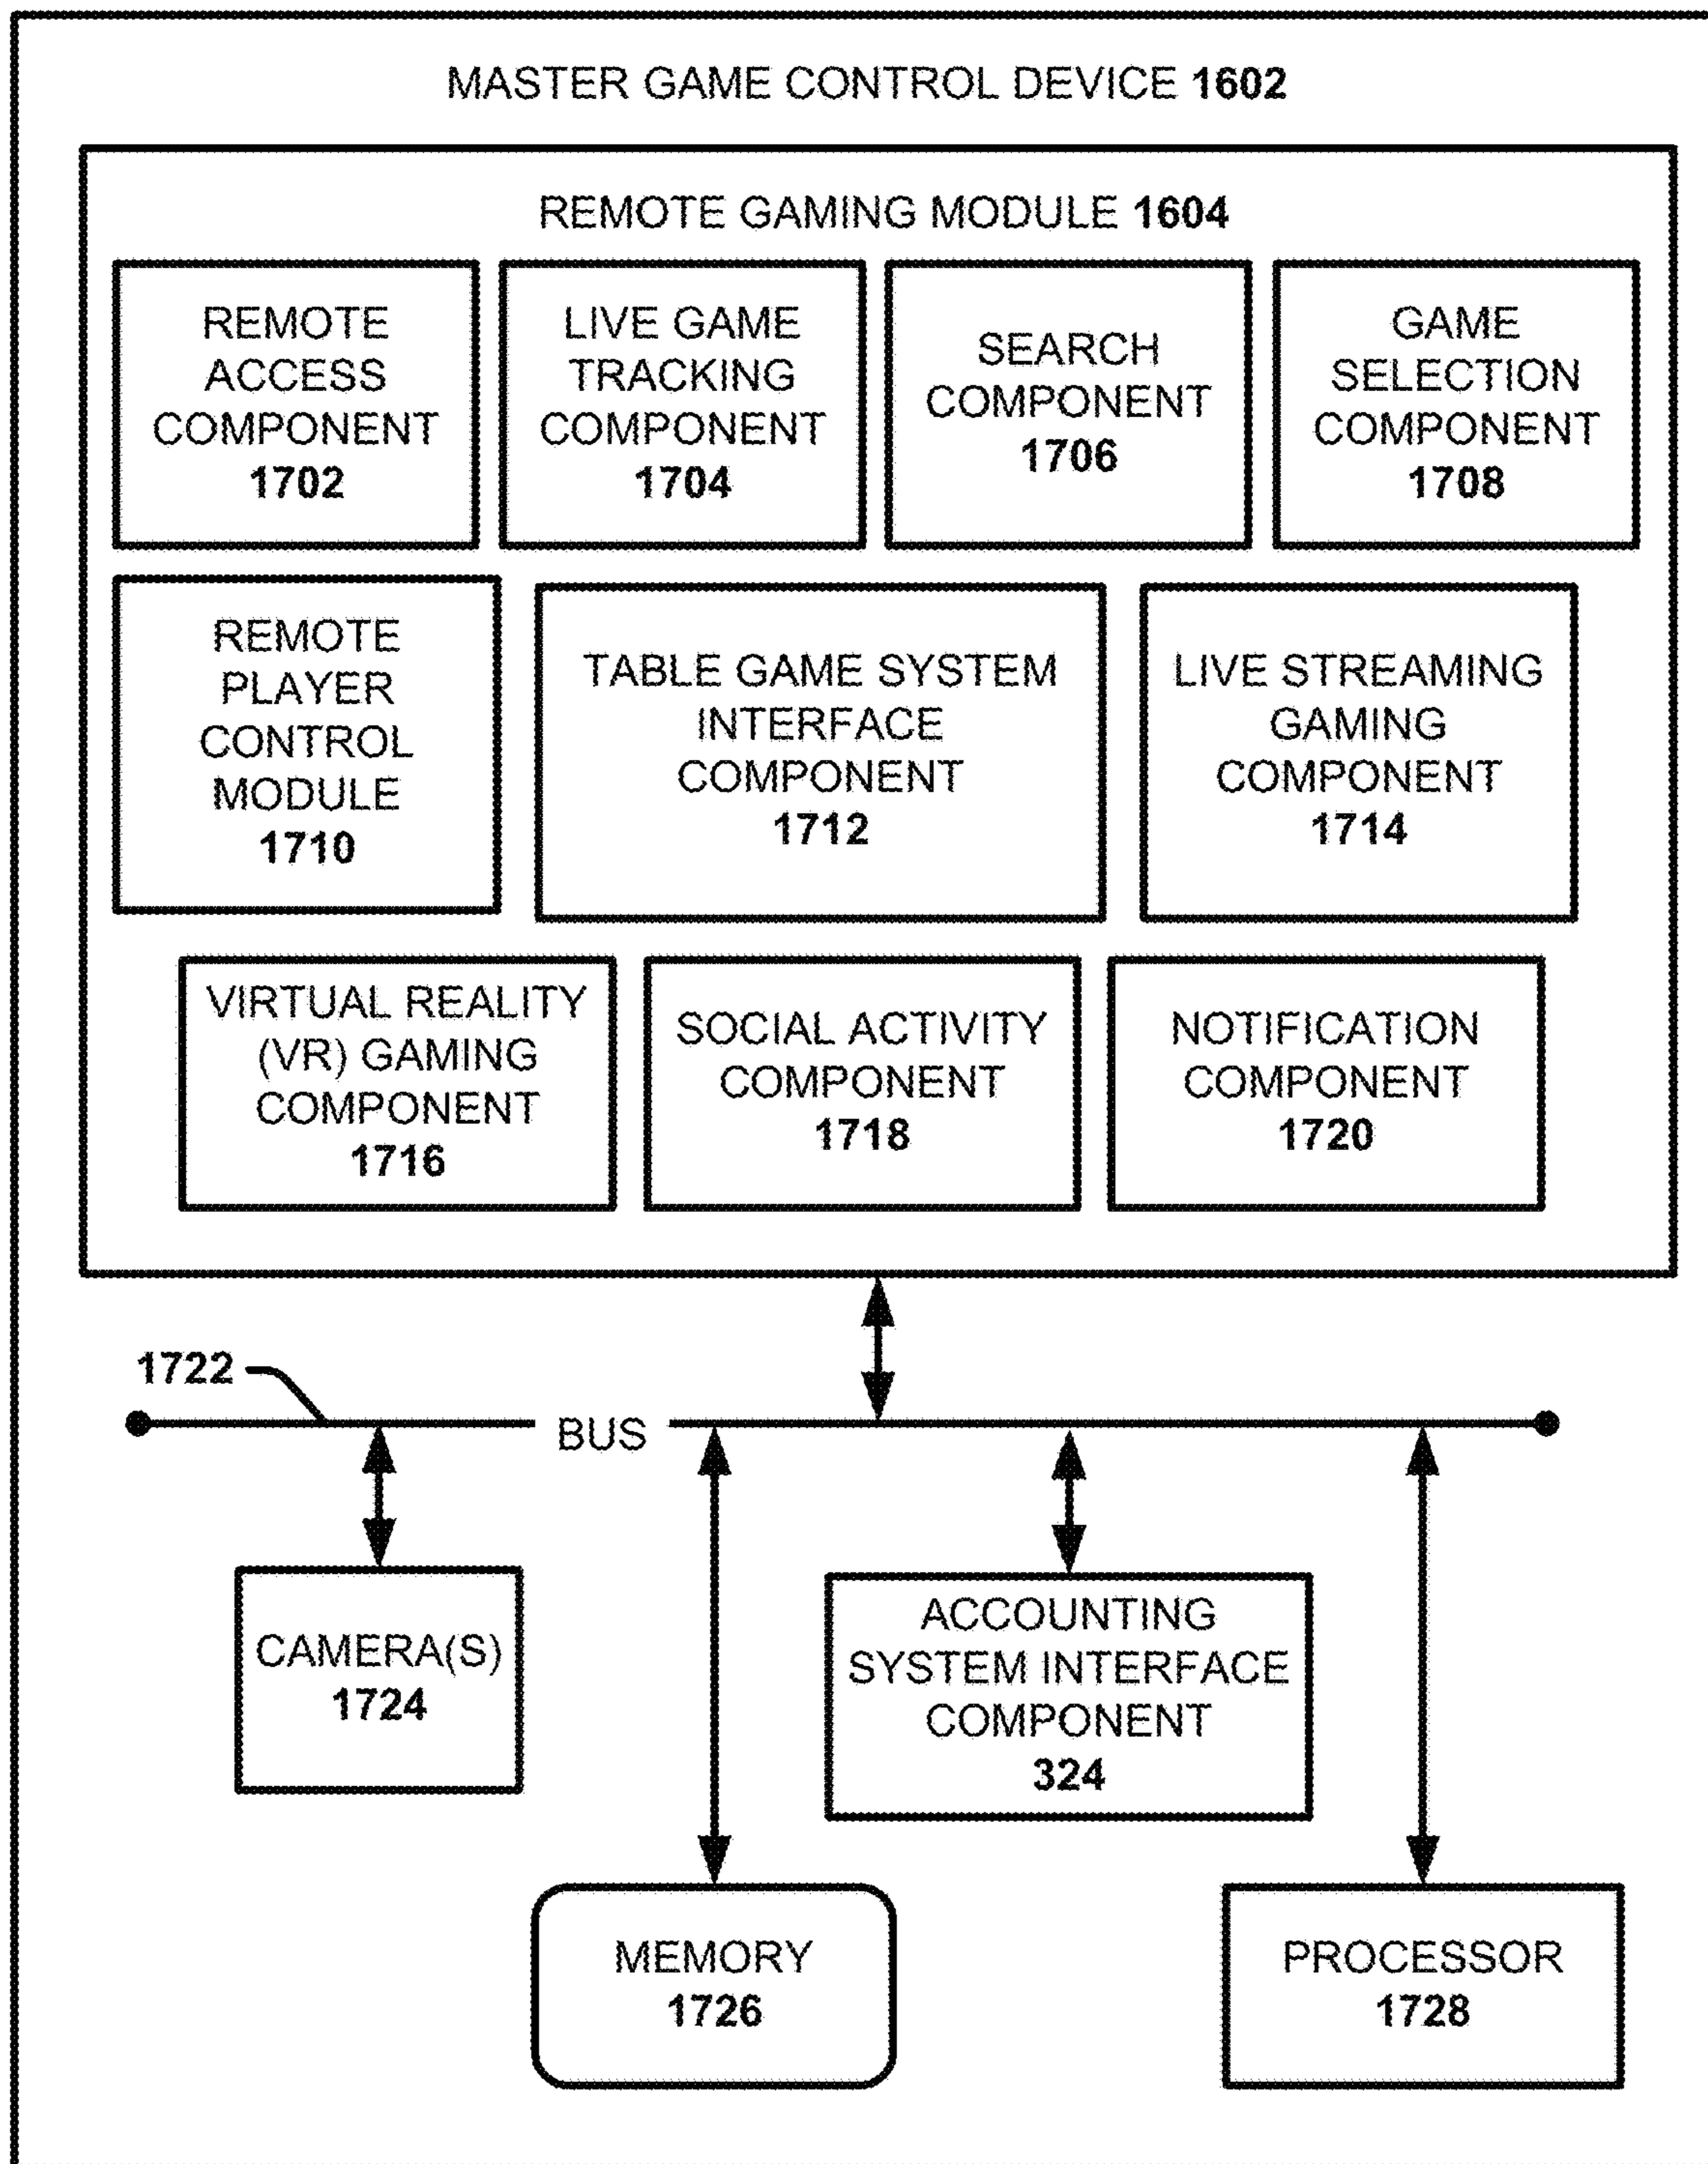 MASTER GAME CONTROL DEVICE 1602
REMOTE GAMING MODULE 1604
REMOTE
ACCESS
COMPONENT
1702
LIVE GAME
TRACKING
COMPONENT
1704
SEARCH
COMPONENT
1706
GAME
SELECTION
COMPONENT
1708
REMOTE
PLAYER
CONTROL
MODULE
1710
TABLE GAME SYSTEM
INTERFACE
COMPONENT
1712
LIVE STREAMING
GAMING
COMPONENT
1714
VIRTUAL REALITY
(VR) GAMING
COMPONENT
1716
SOCIAL ACTIVITY
COMPONENT
1718
NOTIFICATION
COMPONENT
1720
1722
BUS
CAMERA(S)
1724
ACCOUNTING
SYSTEM INTERFACE
COMPONENT
324
MEMORY
1726
PROCESSOR
1728